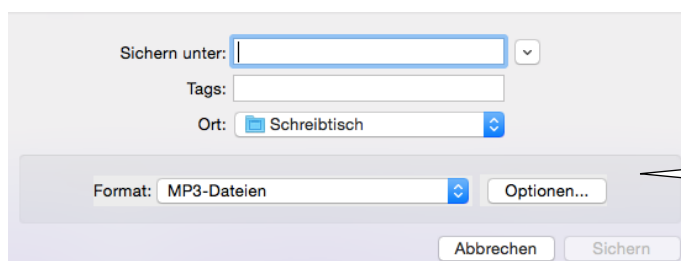 Sichern unter:
Tags:
Ort: Schreibtisch
Format: MP3-Dateien Optionen...
Abbrechen Sichern